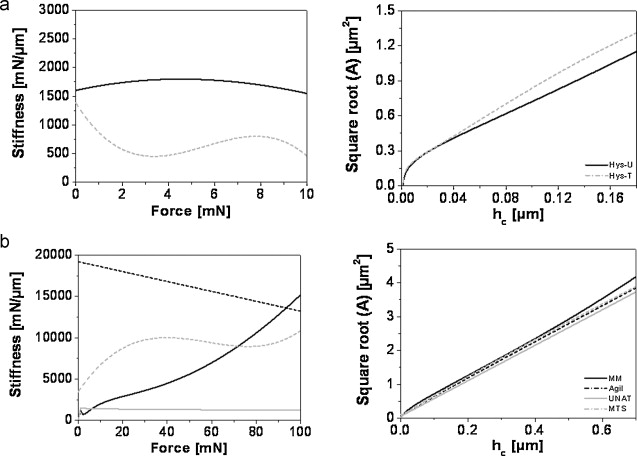 a
Stiffness [mN/µm]
3000
2500
2000
1500
1000
500
0
0 2 4 6 8 10
Force [mN]
Square root (A) [µm²]
1.5
1.2
0.9
0.6
0.3
0.0
0.00 0.04 0.08 0.12 0.16
h_c [µm]
Hys-U
Hys-T
b
Stiffness [mN/µm]
20000
15000
10000
5000
0
0 20 40 60 80 100
Force [mN]
Square root (A) [µm²]
5
4
3
2
1
0
0.0 0.2 0.4 0.6
h_c [µm]
MM
Agil
UNAT
MTS